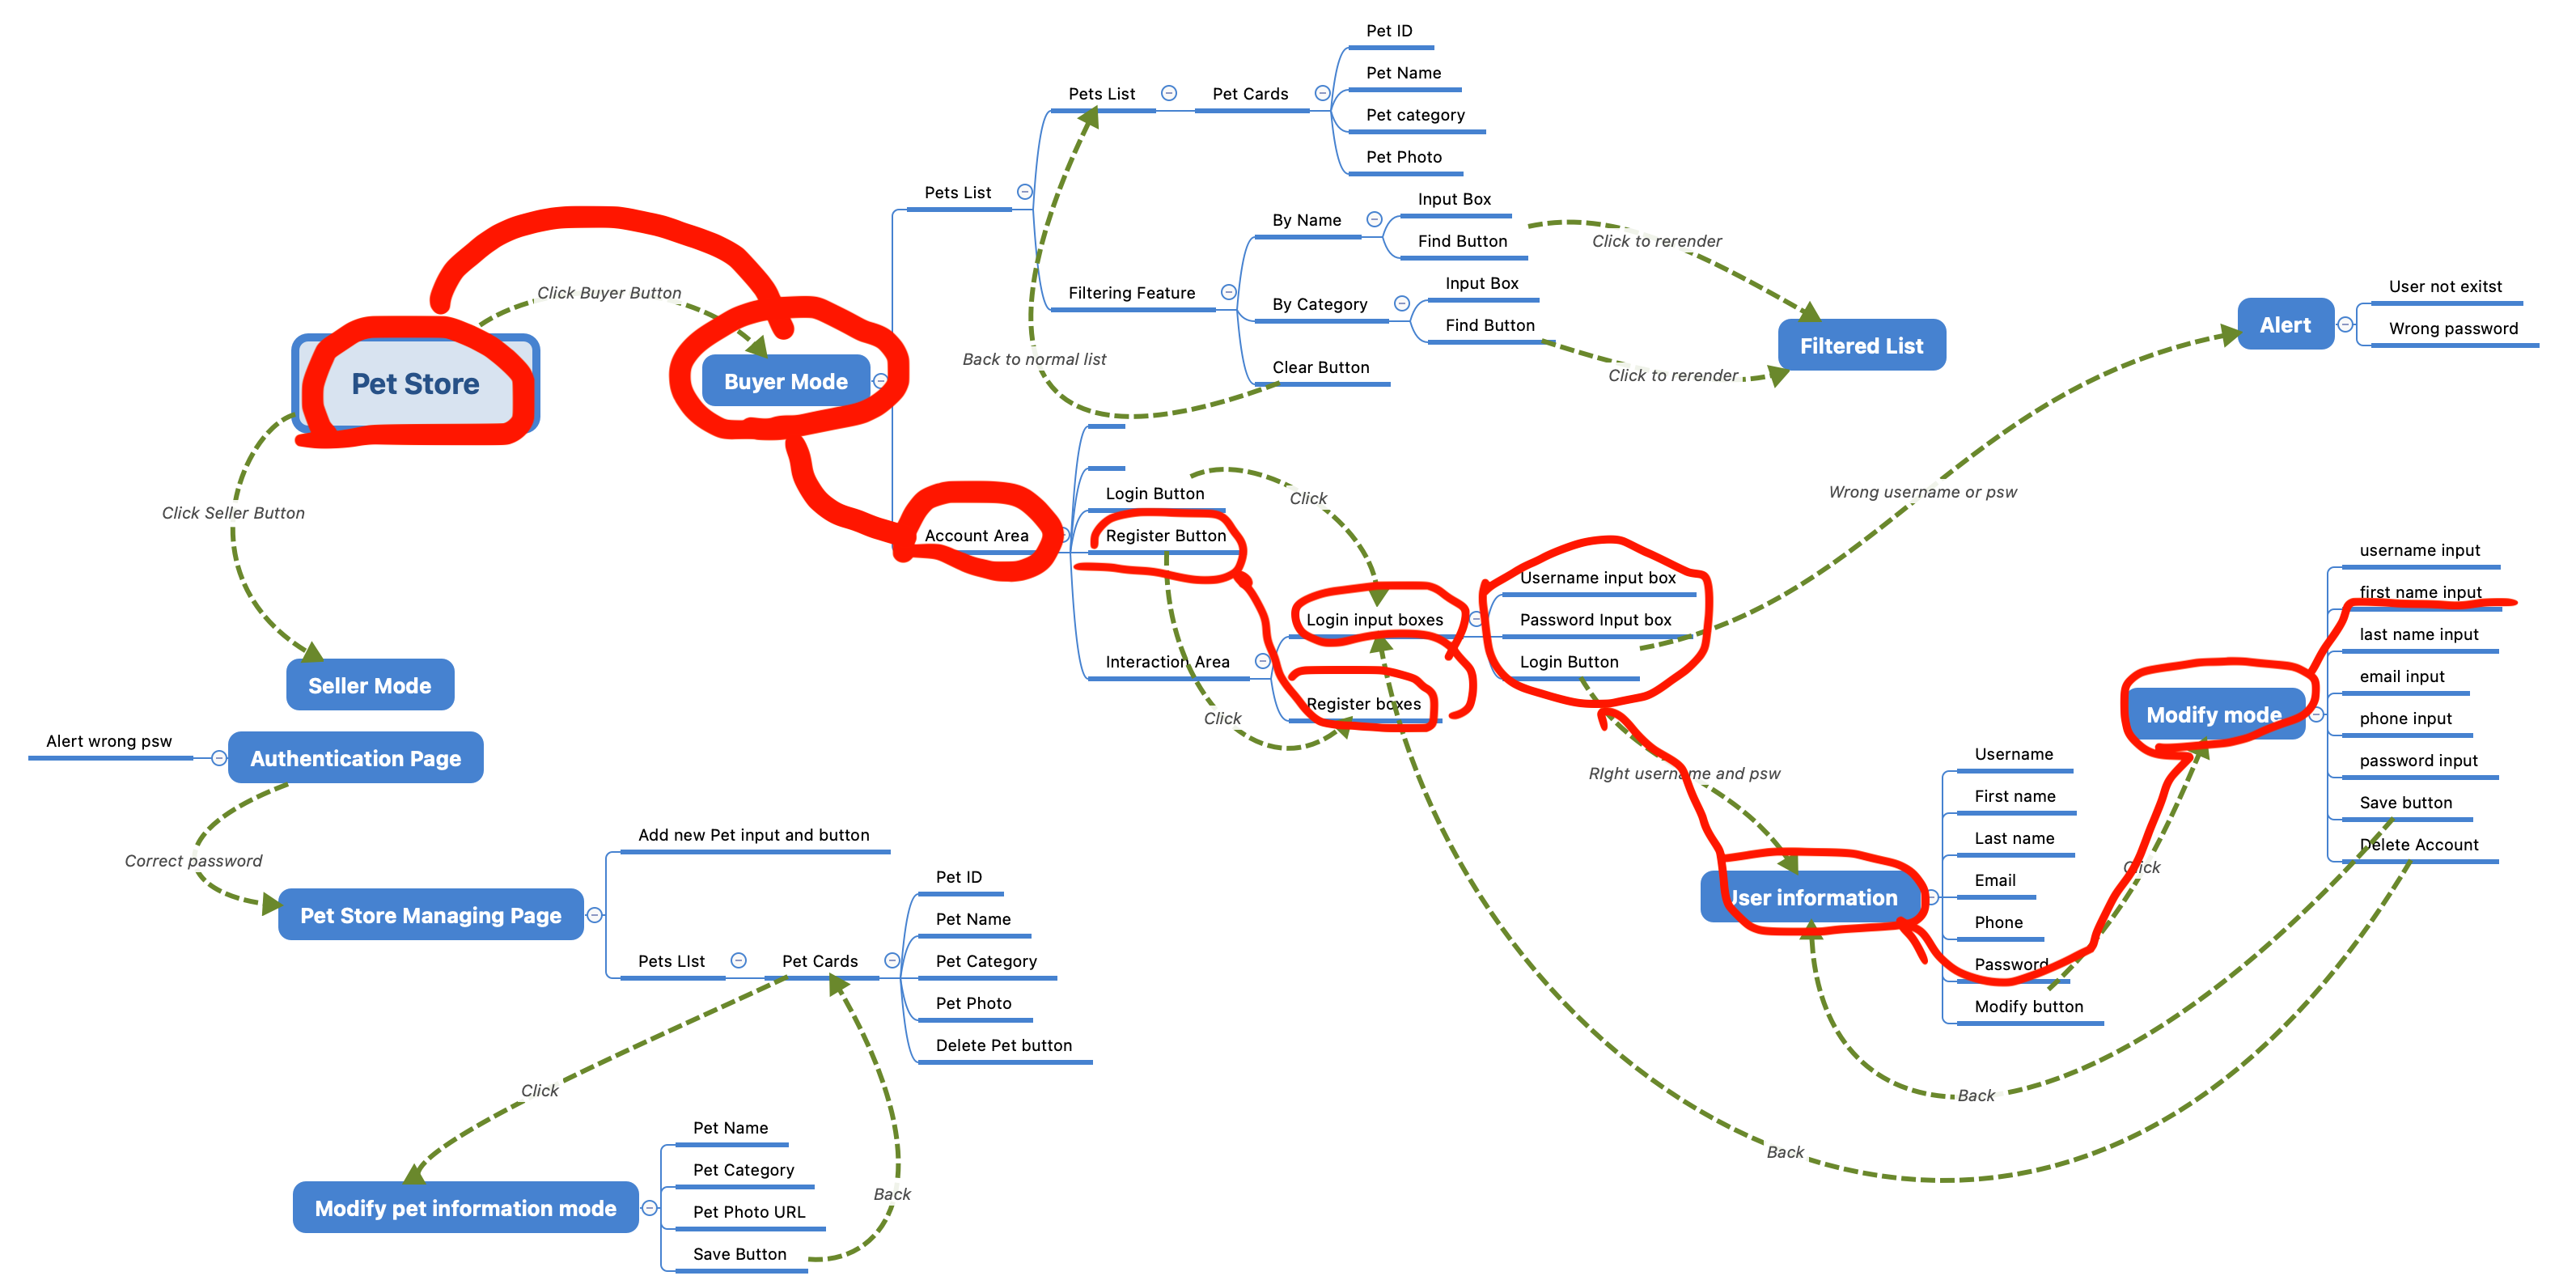 Pet Store
Click Buyer Button
Buyer Mode
Pets List
Pets List
Pet Cards
Pet ID
Pet Name
Pet category
Pet Photo
Filtering Feature
By Name
Input Box
Find Button
By Category
Input Box
Find Button
Clear Button
Back to normal list
Click to rerender
Click to rerender
Filtered List
Account Area
Login Button
Register Button
Click
Click
Interaction Area
Login input boxes
Username input box
Password Input box
Login Button
Register boxes
Wrong username or psw
Alert
User not exitst
Wrong password
RIght username and psw
User information
Username
First name
Last name
Email
Phone
Password
Modify button
Click
Modify mode
username input
first name input
last name input
email input
phone input
password input
Save button
Delete Account
Back
Back
Click Seller Button
Seller Mode
Alert wrong psw
Authentication Page
Correct password
Pet Store Managing Page
Add new Pet input and button
Pets LIst
Pet Cards
Pet ID
Pet Name
Pet Category
Pet Photo
Delete Pet button
Click
Back
Modify pet information mode
Pet Name
Pet Category
Pet Photo URL
Save Button